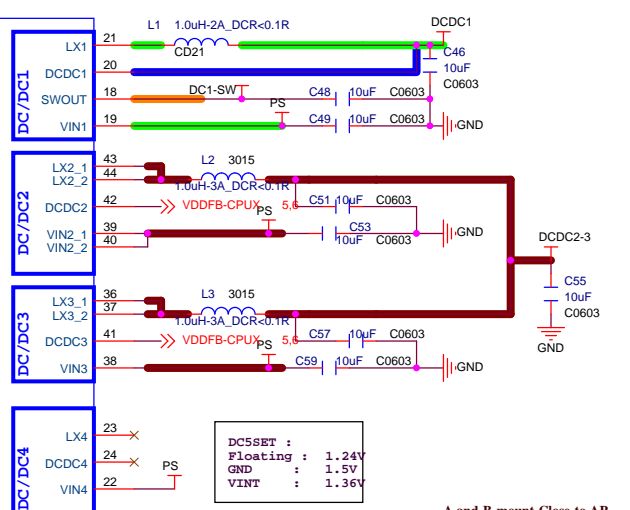 L1 1.0uH-2A_DCR<0.1R
DCDC1
DC/DC1
LX1 21
CD21
C46
10uF
C0603
DCDC1 20
SWOUT 18
DC1-SW
C48 10uF C0603
PS
VIN1 19
C49 10uF C0603
GND
DC/DC2
LX2_1 43
LX2_2 44
L2 3015
1.0uH-3A_DCR<0.1R
DCDC2 42
VDDFB-CPUX 5,6
C51 10uF C0603
PS
VIN2_1 39
VIN2_2 40
C53
10uF C0603
GND
DCDC2-3
C55
10uF
C0603
GND
DC/DC3
LX3_1 36
LX3_2 37
L3 3015
1.0uH-3A_DCR<0.1R
DCDC3 41
VDDFB-CPUX 5,6
C57 10uF C0603
PS
VIN3 38
C59 10uF C0603
GND
DC/DC4
LX4 23
DCDC4 24
VIN4 22
PS
DC5SET :
Floating : 1.24V
GND : 1.5V
VINT : 1.36V
A and B mount Close to AP